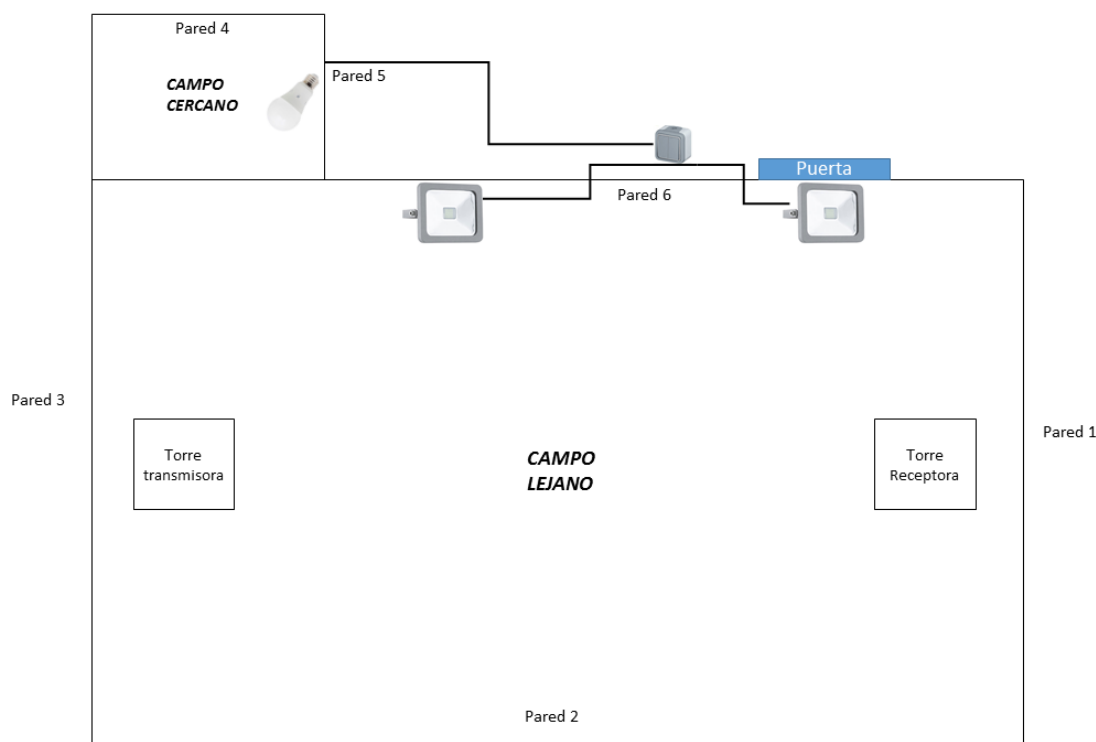 Pared 4
Pared 5
CAMPO
CERCANO
Puerta
Pared 6
Pared 3
Pared 1
Torre
transmisora
CAMPO
LEJANO
Torre
Receptora
Pared 2